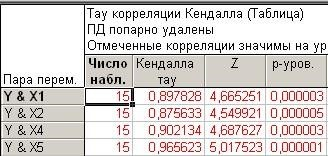 Тау корреляции Кендалла (Таблица)
ПД попарно удалены
Отмеченные корреляции значимы на ур
Пара перем. Число набл. Кендалла тау Z p-уров.
Y & X1 15 0,897828 4,665251 0,000003
Y & X2 15 0,875633 4,549921 0,000005
Y & X4 15 0,902134 4,687627 0,000003
Y & X5 15 0,965623 5,017523 0,000001